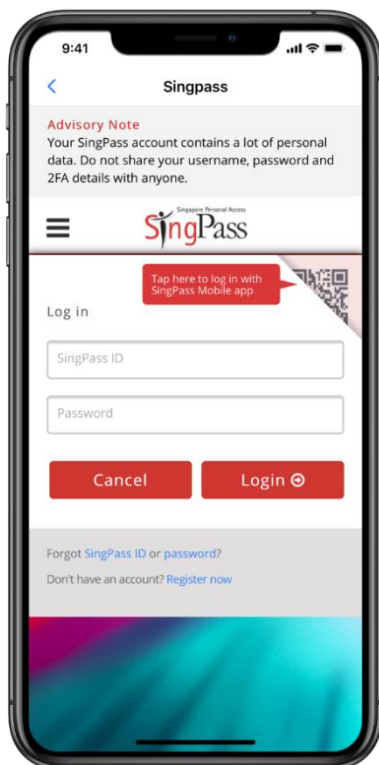 9:41
Singpass
Advisory Note
Your SingPass account contains a lot of personal
data. Do not share your username, password and
2FA details with anyone.
Singapore Personal Access
SingPass
Tap here to log in with
SingPass Mobile app
Log in
SingPass ID
Password
Cancel
Login
Forgot SingPass ID or password?
Don't have an account? Register now